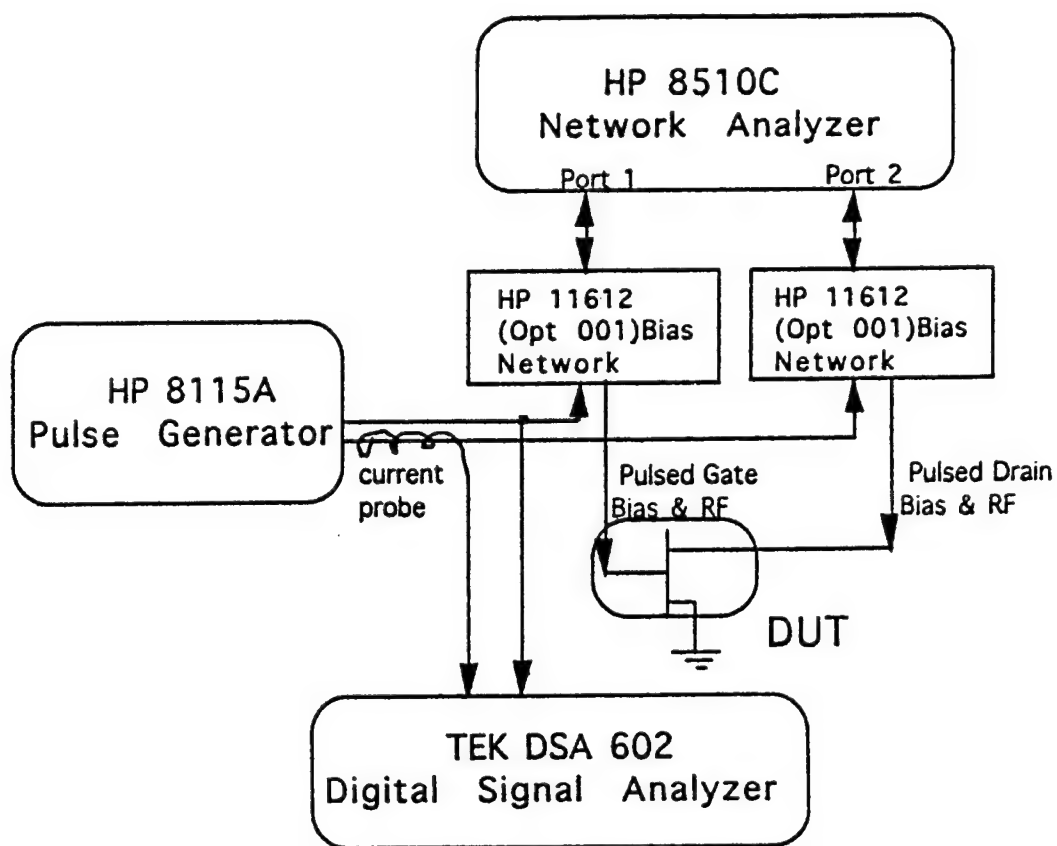 HP 8510C
Network Analyzer
Port 1
Port 2
HP 11612
(Opt 001)Bias
Network
HP 11612
(Opt 001)Bias
Network
HP 8115A
Pulse Generator
current
probe
Pulsed Gate
Bias & RF
Pulsed Drain
Bias & RF
DUT
TEK DSA 602
Digital Signal Analyzer